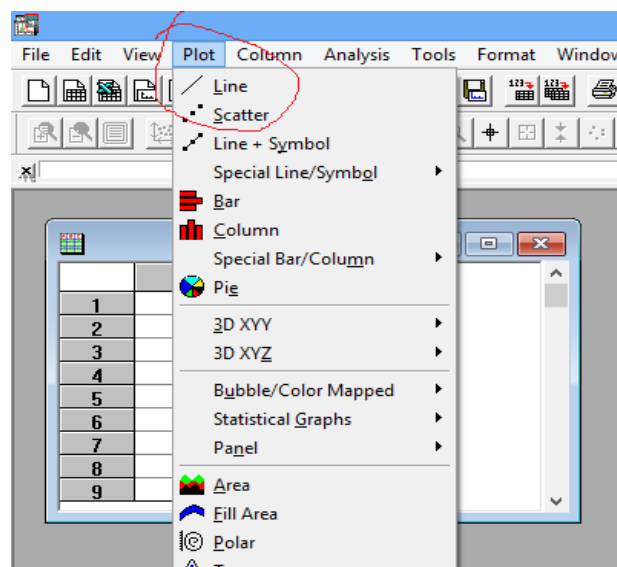 File Edit View Plot Column Analysis Tools Format Window
Line
Scatter
Line + Symbol
Special Line/Symbol
Bar
Column
Special Bar/Column
Pie
3D XYY
3D XYZ
Bubble/Color Mapped
Statistical Graphs
Panel
Area
Fill Area
Polar
1
2
3
4
5
6
7
8
9